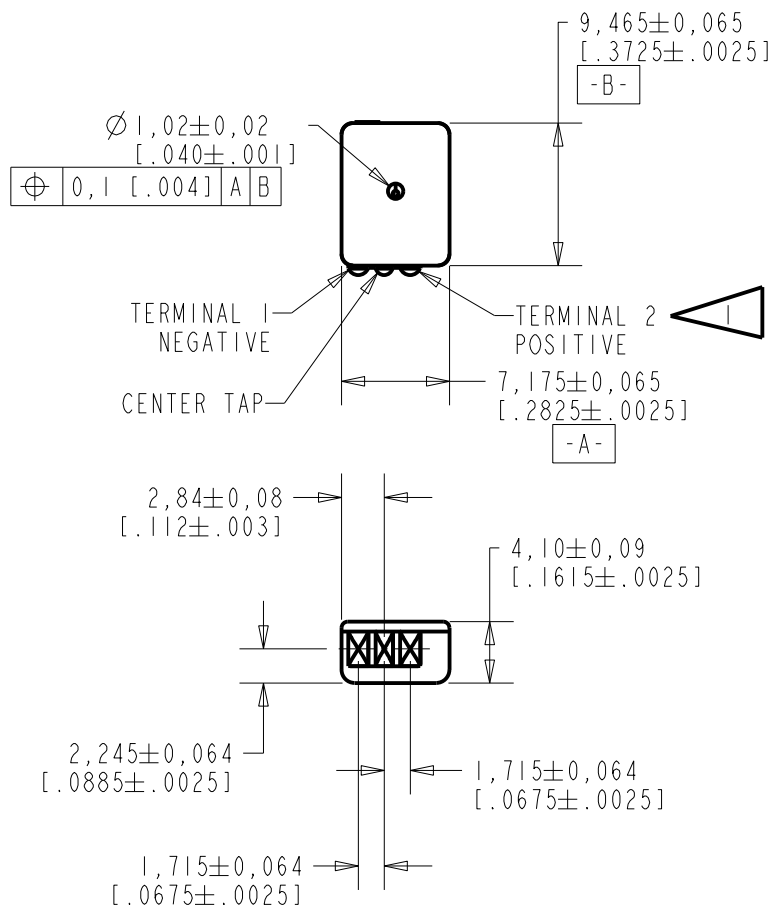 9,465±0,065
[.3725±.0025]
-B-
Ø 1,02±0,02
[.040±.001]
⌖ 0,1 [.004] A B
TERMINAL 1
NEGATIVE
TERMINAL 2
POSITIVE
1
CENTER TAP
7,175±0,065
[.2825±.0025]
-A-
2,84±0,08
[.112±.003]
4,10±0,09
[.1615±.0025]
2,245±0,064
[.0885±.0025]
1,715±0,064
[.0675±.0025]
1,715±0,064
[.0675±.0025]